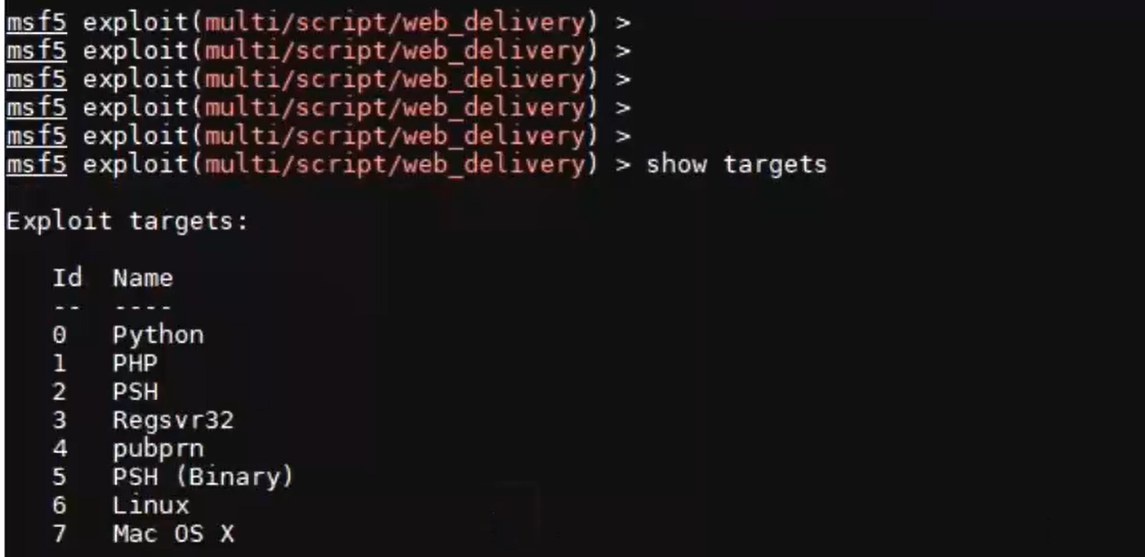 msf5 exploit(multi/script/web_delivery) >
msf5 exploit(multi/script/web_delivery) >
msf5 exploit(multi/script/web_delivery) >
msf5 exploit(multi/script/web_delivery) >
msf5 exploit(multi/script/web_delivery) >
msf5 exploit(multi/script/web_delivery) > show targets
Exploit targets:
Id Name
-- ----
0 Python
1 PHP
2 PSH
3 Regsvr32
4 pubprn
5 PSH (Binary)
6 Linux
7 Mac OS X